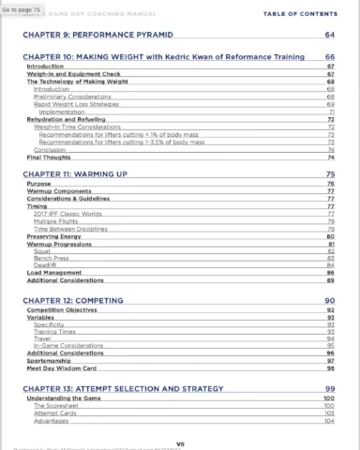 Go to page 75
GAME DAY COACHING MANUAL TABLE OF CONTENTS
CHAPTER 9: PERFORMANCE PYRAMID 64
CHAPTER 10: MAKING WEIGHT with Kedric Kwan of Reformance Training 66
Introduction 67
Weigh-In and Equipment Check 67
The Technology of Making Weight 68
Introduction 68
Preliminary Considerations 68
Rapid Weight Loss Strategies 69
Implementation 71
Rehydration and Refueling 72
Weigh-In Time Considerations 72
Recommendations for lifters cutting <1% of body mass 73
Recommendations for lifters cutting 1-3.5% of body mass 73
Conclusion 74
Final Thoughts 74
CHAPTER 11: WARMING UP 75
Purpose 76
Warmup Components 77
Considerations & Guidelines 77
Timing 77
2017 IPF Classic Worlds 77
Multiple Flights 79
Time Between Disciplines 79
Preserving Energy 80
Warmup Progressions 81
Squat 82
Bench Press 83
Deadlift 84
Load Management 86
Additional Considerations 89
CHAPTER 12: COMPETING 90
Competition Objectives 92
Variables 93
Specificity 93
Training Times 93
Travel 94
In-Game Considerations 95
Additional Considerations 96
Sportsmanship 97
Meet Day Wisdom Card 98
CHAPTER 13: ATTEMPT SELECTION AND STRATEGY 99
Understanding the Game 100
The Scoresheet 100
Attempt Cards 103
Advantages 104
VII